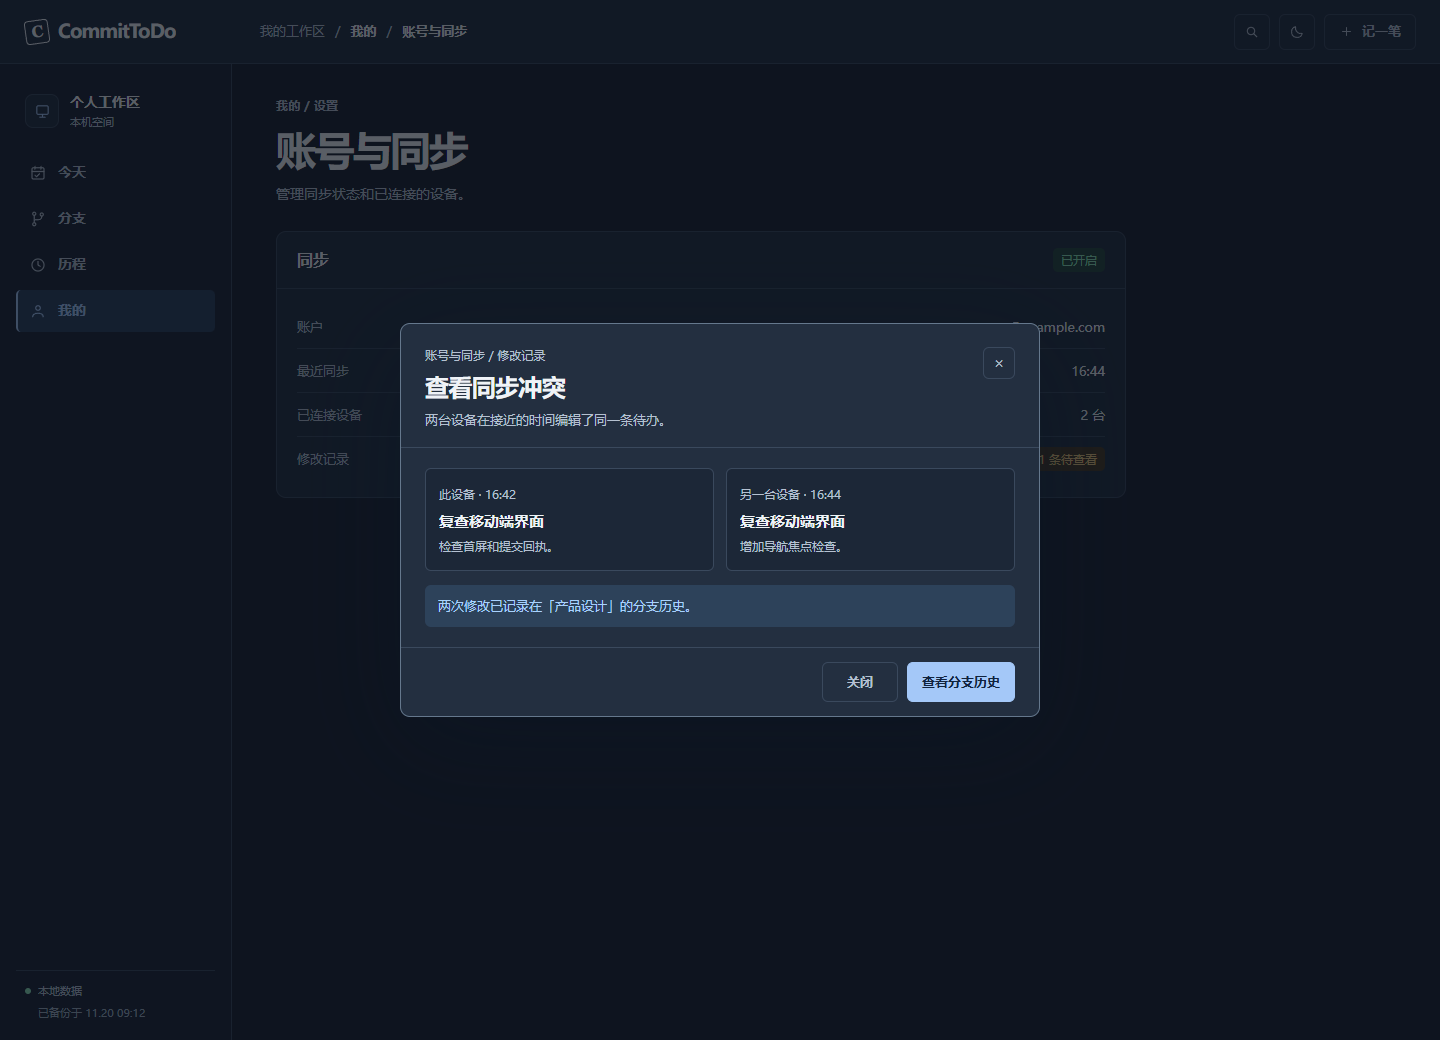 C CommitToDo
我的工作区 / 我的 / 账号与同步
记一笔
个人工作区
本机空间
今天
分支
历程
我的
本地数据
已备份于 11.20 09:12
我的 / 设置
账号与同步
管理同步状态和已连接的设备。
同步
已开启
账户
ample.com
最近同步
16:44
已连接设备
2 台
修改记录
1 条待查看
账号与同步 / 修改记录
查看同步冲突
两台设备在接近的时间编辑了同一条待办。
此设备 · 16:42
复查移动端界面
检查首屏和提交回执。
另一台设备 · 16:44
复查移动端界面
增加导航焦点检查。
两次修改已记录在「产品设计」的分支历史。
关闭
查看分支历史